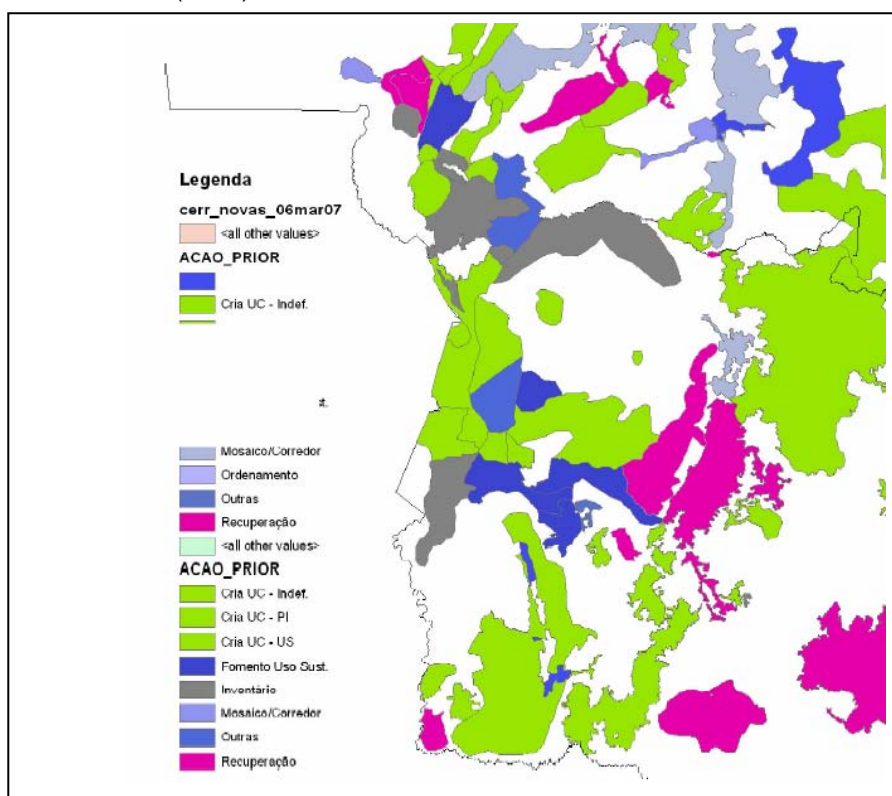 Legenda
cerr_novas_06mar07
<all other values>
ACAO_PRIOR
Cria UC - Indef.
st.
Mosaico/Corredor
Ordenamento
Outras
Recuperação
<all other values>
ACAO_PRIOR
Cria UC - Indef.
Cria UC - PI
Cria UC - US
Fomento Uso Sust.
Inventário
Mosaico/Corredor
Outras
Recuperação